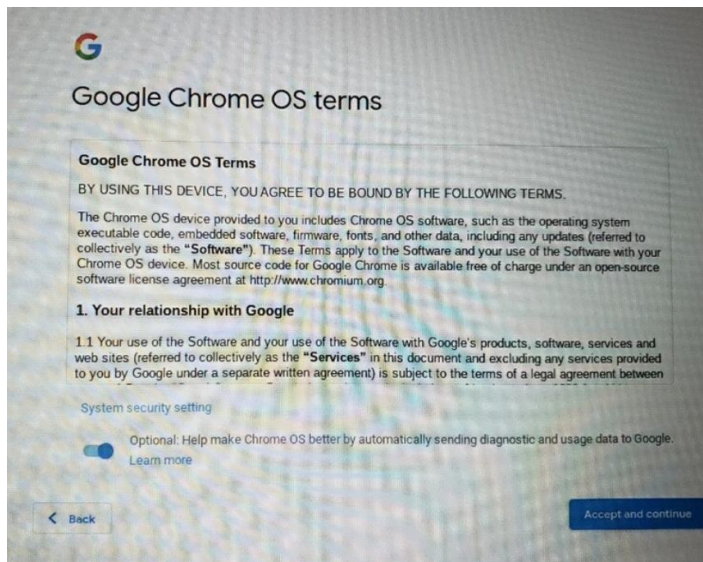 Google Chrome OS terms
Google Chrome OS Terms
BY USING THIS DEVICE, YOU AGREE TO BE BOUND BY THE FOLLOWING TERMS.
The Chrome OS device provided to you includes Chrome OS software, such as the operating system
executable code, embedded software, firmware, fonts, and other data, including any updates (referred to
collectively as the "Software"). These Terms apply to the Software and your use of the Software with your
Chrome OS device. Most source code for Google Chrome is available free of charge under an open-source
software license agreement at http://www.chromium.org.
1. Your relationship with Google
1.1 Your use of the Software and your use of the Software with Google's products, software, services and
web sites (referred to collectively as the "Services" in this document and excluding any services provided
to you by Google under a separate written agreement) is subject to the terms of a legal agreement between
System security setting
Optional: Help make Chrome OS better by automatically sending diagnostic and usage data to Google.
Learn more
Back
Accept and continue